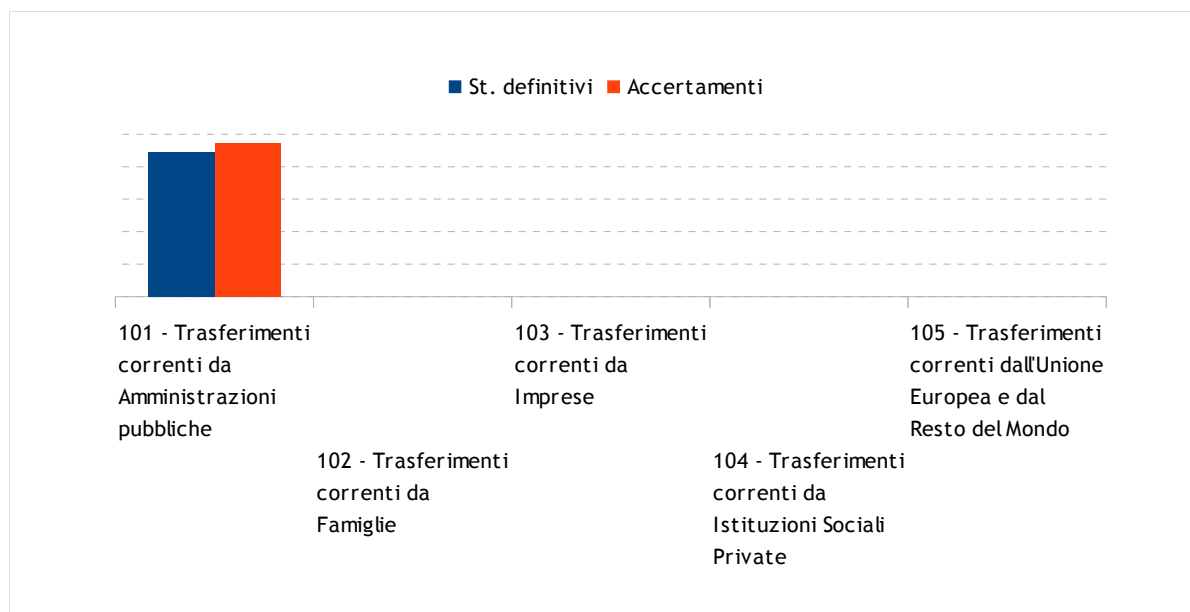 St. definitivi Accertamenti
101 - Trasferimenti
correnti da
Amministrazioni
pubbliche
102 - Trasferimenti
correnti da
Famiglie
103 - Trasferimenti
correnti da
Imprese
104 - Trasferimenti
correnti da
Istituzioni Sociali
Private
105 - Trasferimenti
correnti dall'Unione
Europea e dal
Resto del Mondo